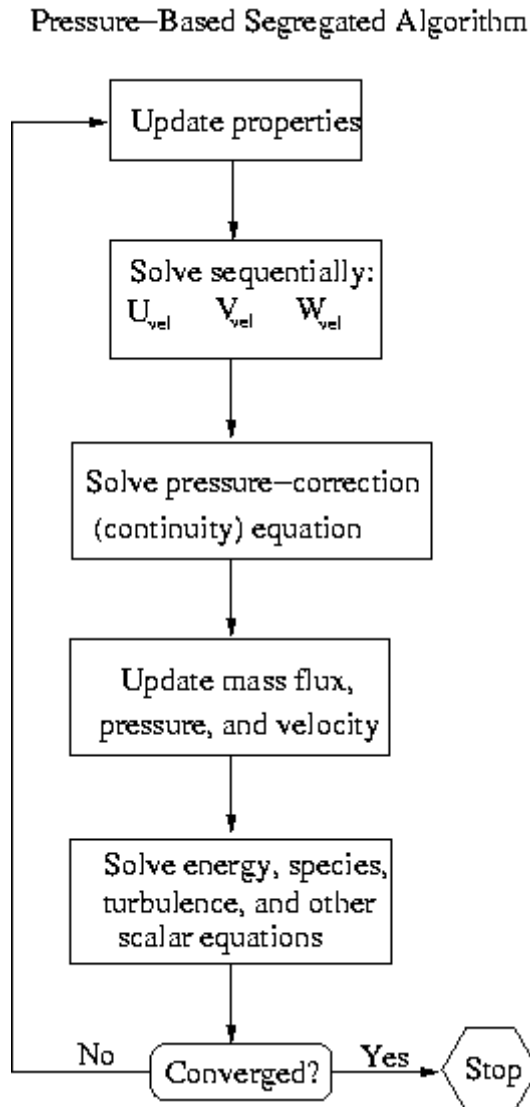 Pressure–Based Segregated Algorithm
Update properties
Solve sequentially:
U_vel V_vel W_vel
Solve pressure–correction
(continuity) equation
Update mass flux,
pressure, and velocity
Solve energy, species,
turbulence, and other
scalar equations
No
Converged?
Yes
Stop